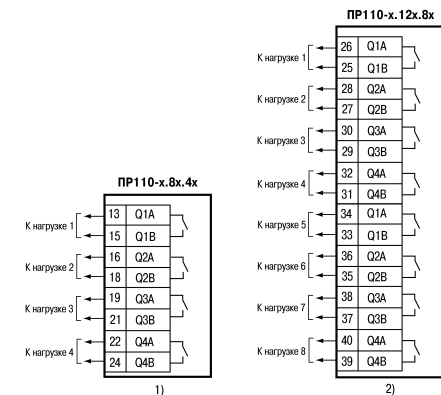 ПР110-х.8х.4х
К нагрузке 1
13 Q1A
15 Q1B
К нагрузке 2
16 Q2A
18 Q2B
К нагрузке 3
19 Q3A
21 Q3B
К нагрузке 4
22 Q4A
24 Q4B
1)
ПР110-х.12х.8х
К нагрузке 1
26 Q1A
25 Q1B
К нагрузке 2
28 Q2A
27 Q2B
К нагрузке 3
30 Q3A
29 Q3B
К нагрузке 4
32 Q4A
31 Q4B
К нагрузке 5
34 Q1A
33 Q1B
К нагрузке 6
36 Q2A
35 Q2B
К нагрузке 7
38 Q3A
37 Q3B
К нагрузке 8
40 Q4A
39 Q4B
2)